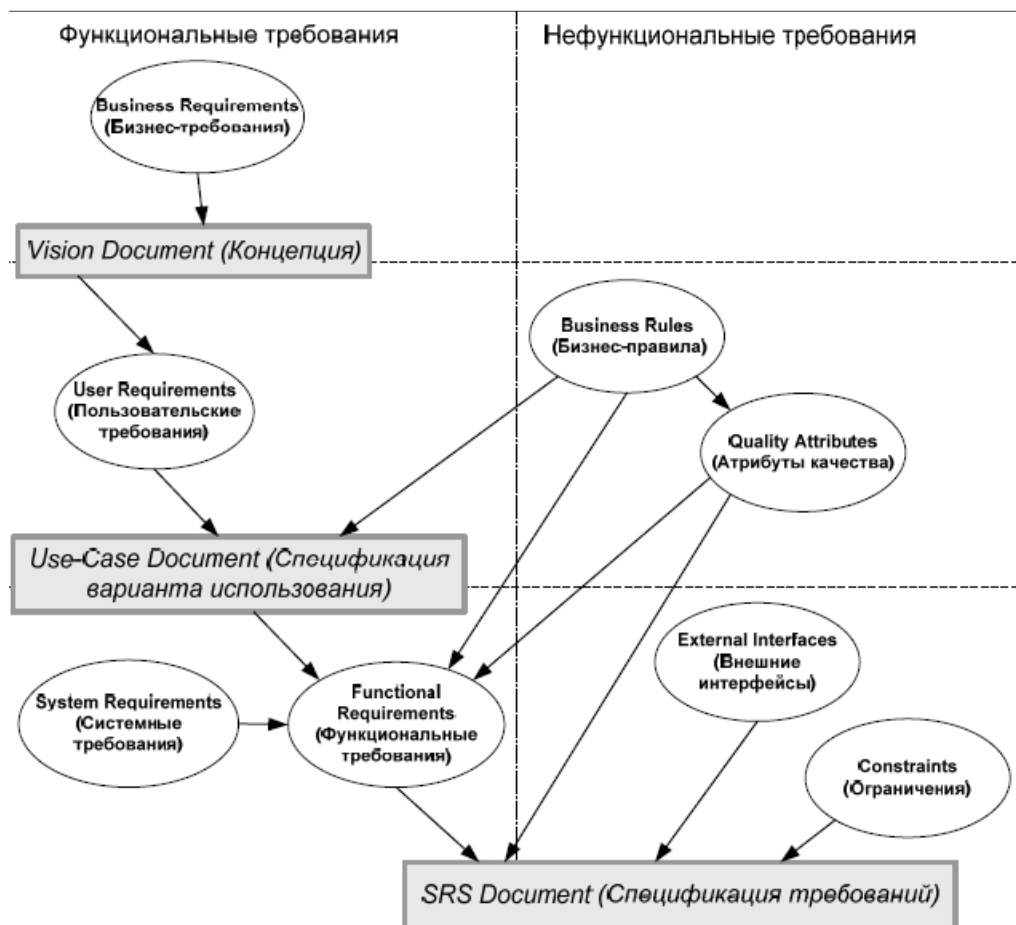 Функциональные требования
Нефункциональные требования
Business Requirements
(Бизнес-требования)
Vision Document (Концепция)
Business Rules
(Бизнес-правила)
User Requirements
(Пользовательские
требования)
Quality Attributes
(Атрибуты качества)
Use-Case Document (Спецификация
варианта использования)
External Interfaces
(Внешние
интерфейсы)
System Requirements
(Системные
требования)
Functional
Requirements
(Функциональные
требования)
Constraints
(Ограничения)
SRS Document (Спецификация требований)